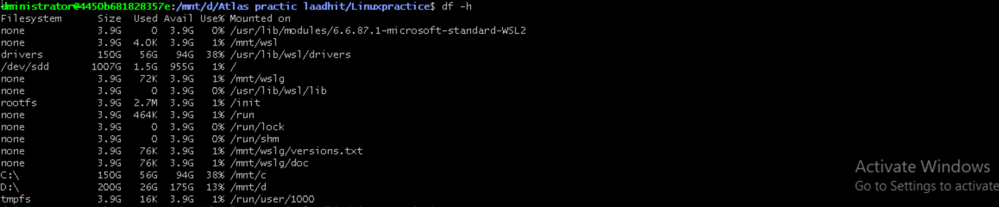 dministrator@4450b681828357e:/mnt/d/Atlas practic laadhit/Linuxpractice$ df -h
Filesystem      Size  Used Avail Use% Mounted on
none            3.9G     0  3.9G   0% /usr/lib/modules/6.6.87.1-microsoft-standard-WSL2
none            3.9G  4.0K  3.9G   1% /mnt/wsl
drivers         150G   56G   94G  38% /usr/lib/wsl/drivers
/dev/sdd       1007G  1.5G  955G   1% /
none            3.9G   72K  3.9G   1% /mnt/wslg
none            3.9G     0  3.9G   0% /usr/lib/wsl/lib
rootfs          3.9G  2.7M  3.9G   1% /init
none            3.9G  464K  3.9G   1% /run
none            3.9G     0  3.9G   0% /run/lock
none            3.9G     0  3.9G   0% /run/shm
none            3.9G   76K  3.9G   1% /mnt/wslg/versions.txt
none            3.9G   76K  3.9G   1% /mnt/wslg/doc
C:\             150G   56G   94G  38% /mnt/c
D:\             200G   26G  175G  13% /mnt/d
tmpfs           3.9G   16K  3.9G   1% /run/user/1000
Activate Windows
Go to Settings to activate